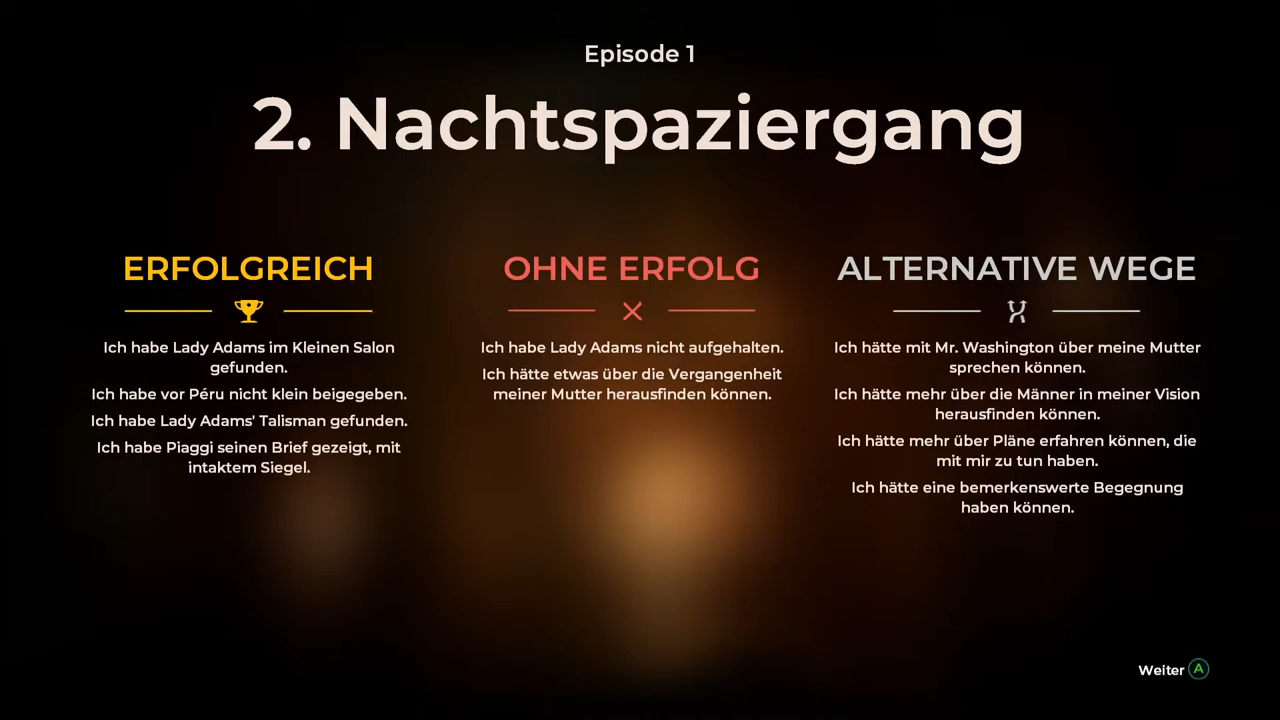 Episode 1
2. Nachtspaziergang
ERFOLGREICH
Ich habe Lady Adams im Kleinen Salon
gefunden.
Ich habe vor Péru nicht klein beigegeben.
Ich habe Lady Adams' Talisman gefunden.
Ich habe Piaggi seinen Brief gezeigt, mit
intaktem Siegel.
OHNE ERFOLG
Ich habe Lady Adams nicht aufgehalten.
Ich hätte etwas über die Vergangenheit
meiner Mutter herausfinden können.
ALTERNATIVE WEGE
Ich hätte mit Mr. Washington über meine Mutter
sprechen können.
Ich hätte mehr über die Männer in meiner Vision
herausfinden können.
Ich hätte mehr über Pläne erfahren können, die
mit mir zu tun haben.
Ich hätte eine bemerkenswerte Begegnung
haben können.
Weiter A